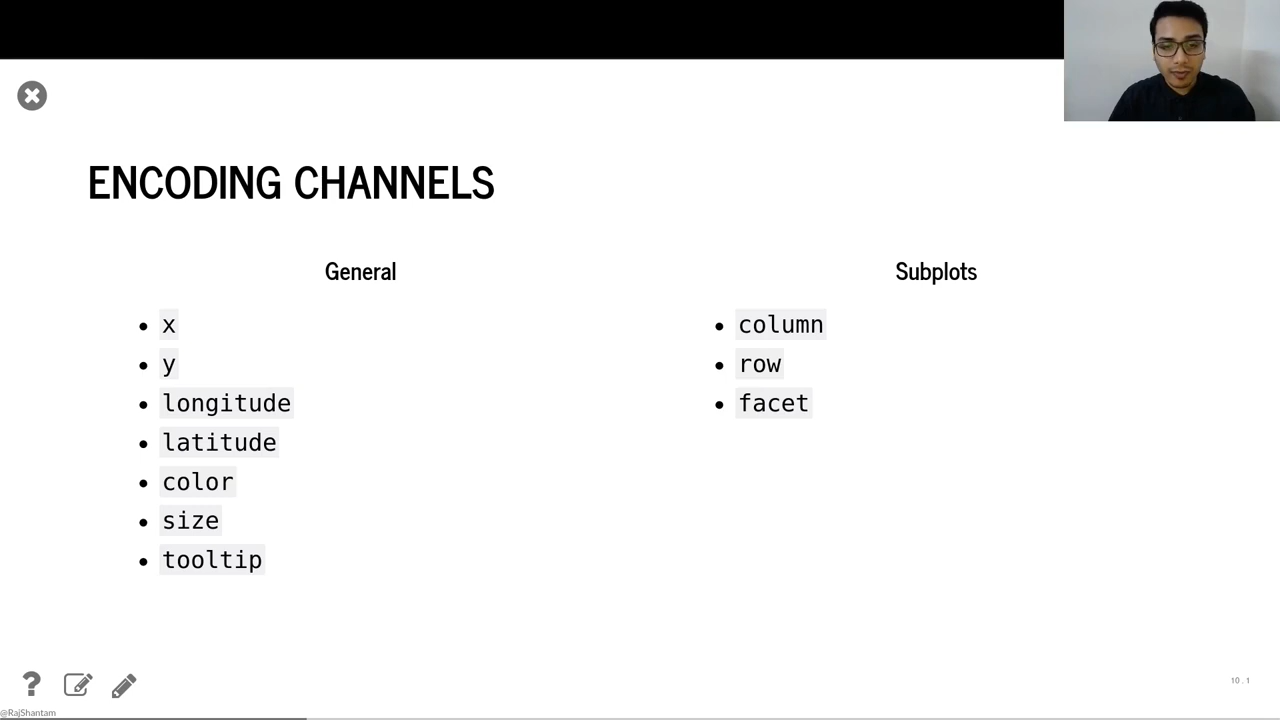 ENCODING CHANNELS
General
x
y
longitude
latitude
color
size
tooltip
Subplots
column
row
facet
10 . 1
@RajShantam